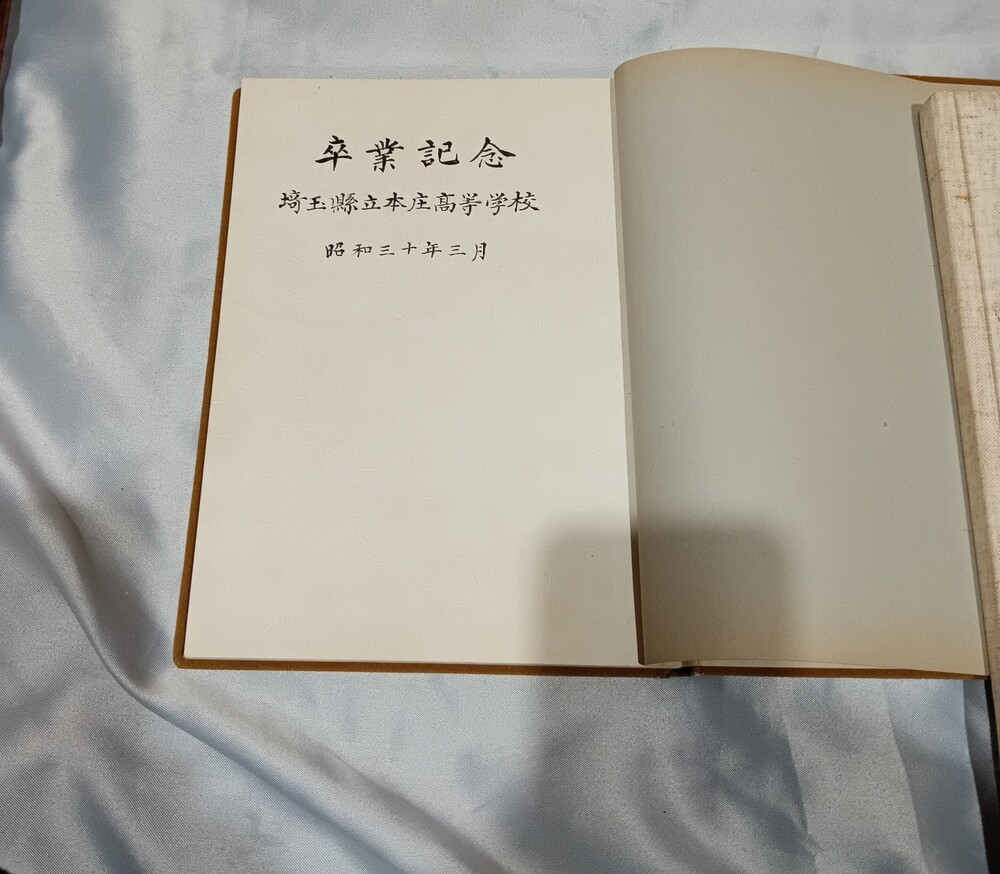 卒業記念
埼玉縣立本庄高等学校
昭和三十年三月